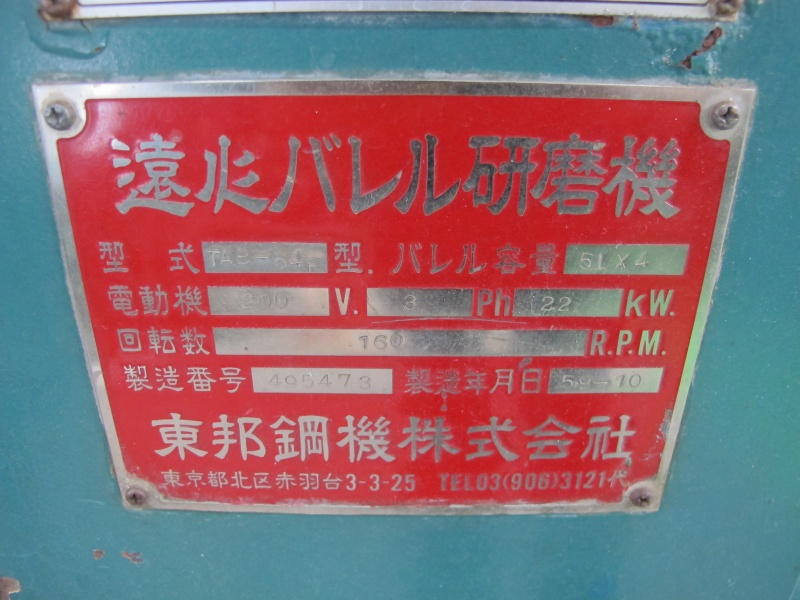 遠心バレル研磨機
型式 TAB-54F 型. バレル容量 5L×4
電動機 200 V. 3 Ph 22 KW.
回転数 160 R.P.M.
製造番号 495473 製造年月日 59-10
東邦鋼機株式会社
東京都北区赤羽台3-3-25 TEL03(906)3121代